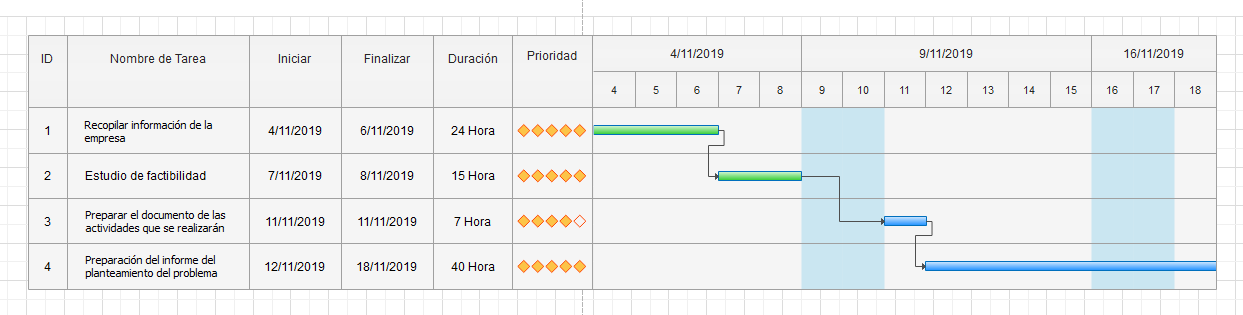 ID Nombre de Tarea Iniciar Finalizar Duración Prioridad 4/11/2019 9/11/2019 16/11/2019
4 5 6 7 8 9 10 11 12 13 14 15 16 17 18
1 Recopilar información de la
empresa 4/11/2019 6/11/2019 24 Hora
2 Estudio de factibilidad 7/11/2019 8/11/2019 15 Hora
3 Preparar el documento de las
actividades que se realizarán 11/11/2019 11/11/2019 7 Hora
4 Preparación del informe del
planteamiento del problema 12/11/2019 18/11/2019 40 Hora